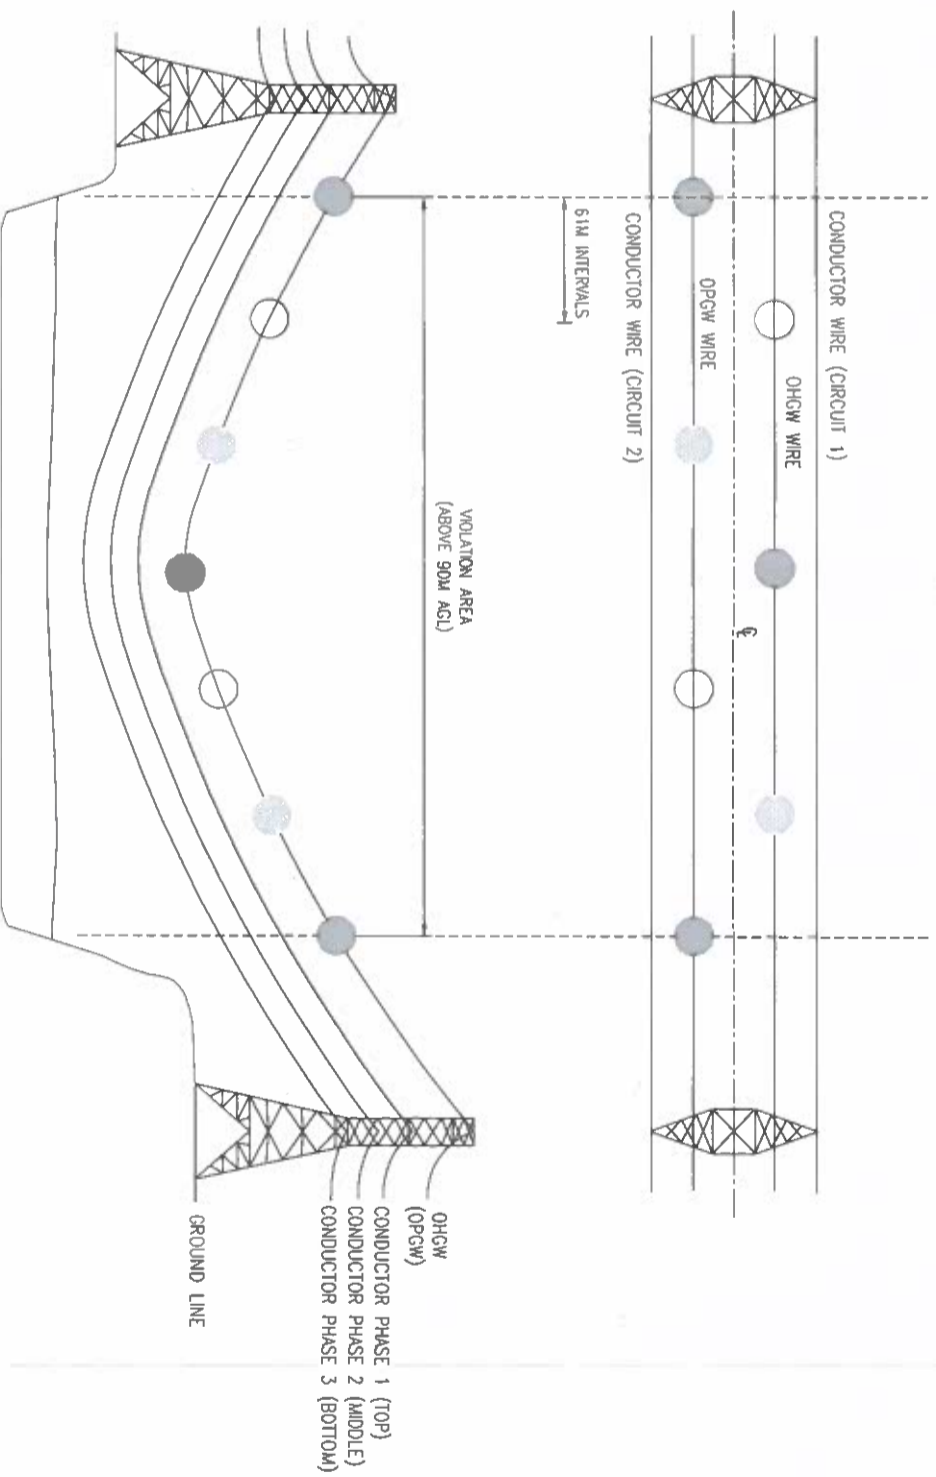 CONDUCTOR WIRE (CIRCUIT 1)
OHGW WIRE
℄
OPGW WIRE
CONDUCTOR WIRE (CIRCUIT 2)
61M INTERVALS
VIOLATION AREA
(ABOVE 90M AGL)
OHGW
(OPGW)
CONDUCTOR PHASE 1 (TOP)
CONDUCTOR PHASE 2 (MIDDLE)
CONDUCTOR PHASE 3 (BOTTOM)
GROUND LINE